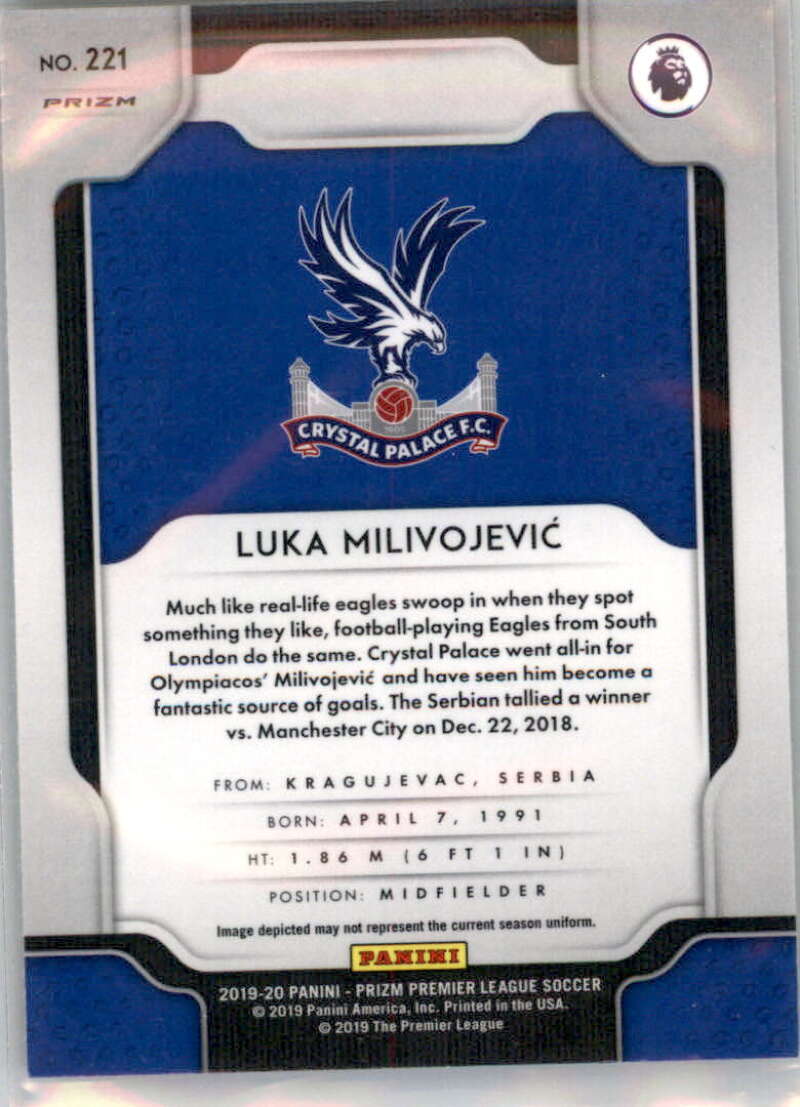 NO. 221
PRIZM
CRYSTAL PALACE F.C.
LUKA MILIVOJEVIĆ
Much like real-life eagles swoop in when they spot
something they like, football-playing Eagles from South
London do the same. Crystal Palace went all-in for
Olympiacos' Milivojević and have seen him become a
fantastic source of goals. The Serbian tallied a winner
vs. Manchester City on Dec. 22, 2018.
FROM: KRAGUJEVAC, SERBIA
BORN: APRIL 7, 1991
HT: 1.86 M (6 FT 1 IN)
POSITION: MIDFIELDER
Image depicted may not represent the current season uniform.
PANINI
2019-20 PANINI - PRIZM PREMIER LEAGUE SOCCER
© 2019 Panini America, Inc. Printed in the USA.
© 2019 The Premier League